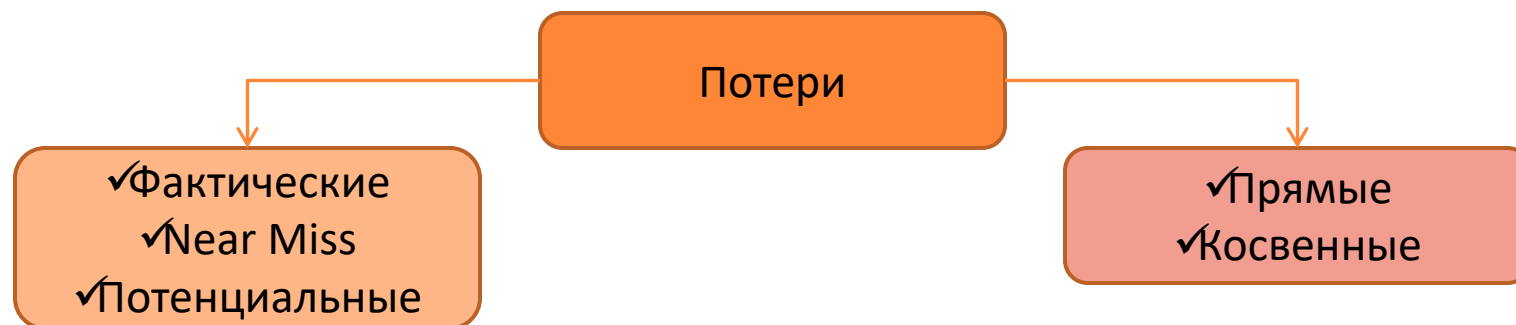 Потери
✓Фактические
✓Near Miss
✓Потенциальные
✓Прямые
✓Косвенные